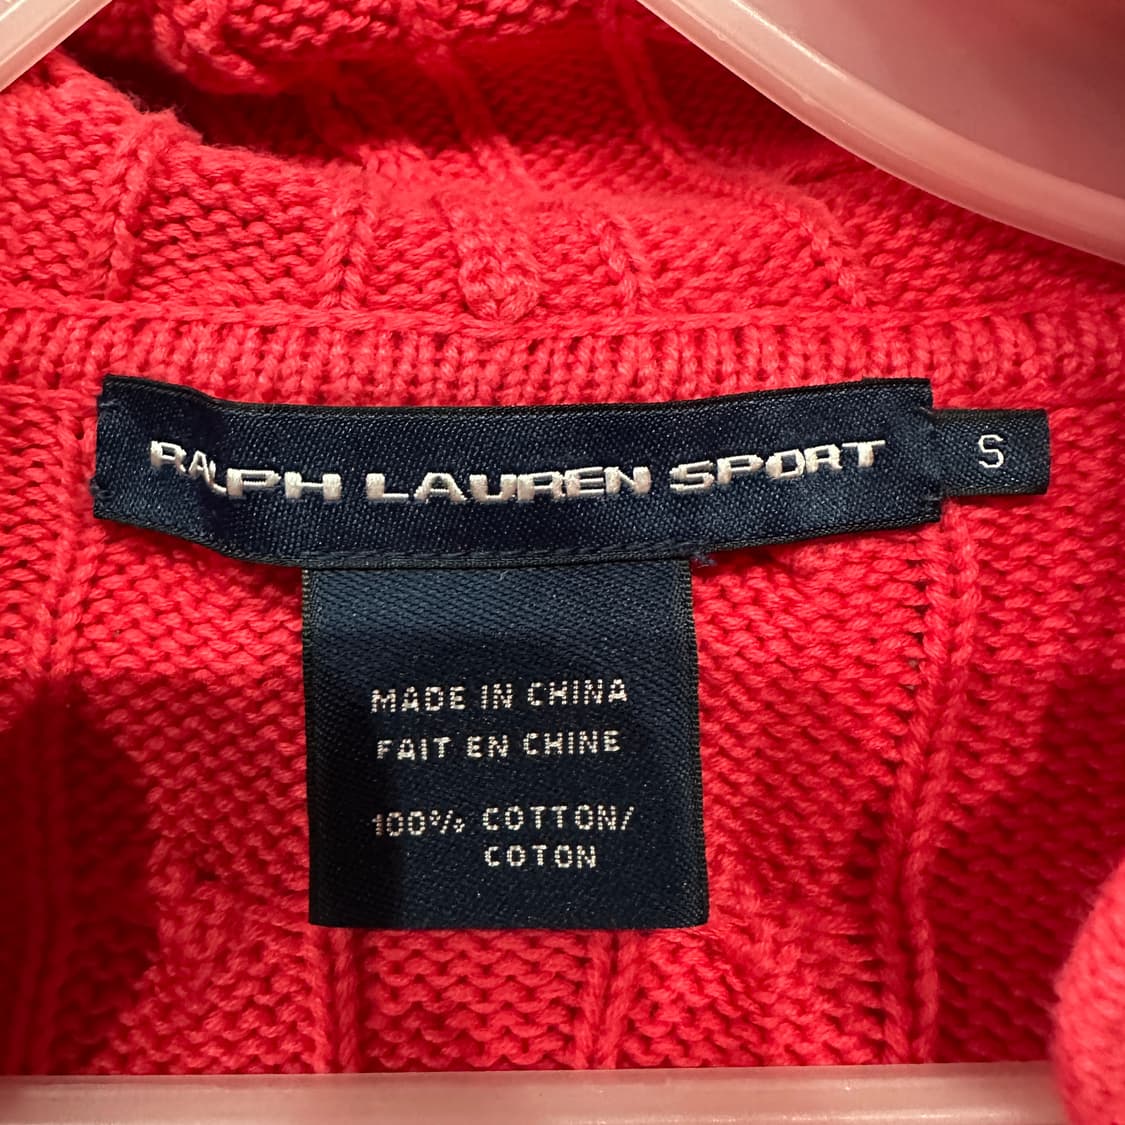 RALPH LAUREN SPORT
S
MADE IN CHINA
FAIT EN CHINE
100% COTTON/
COTON